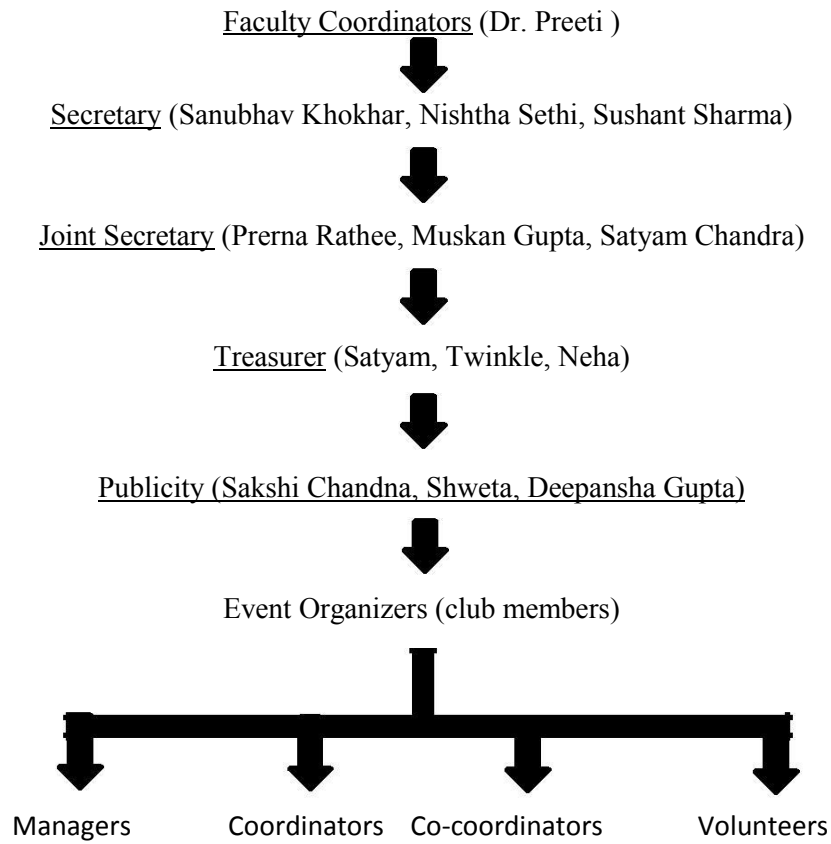 Faculty Coordinators (Dr. Preeti )
Secretary (Sanubhav Khokhar, Nishtha Sethi, Sushant Sharma)
Joint Secretary (Prerna Rathee, Muskan Gupta, Satyam Chandra)
Treasurer (Satyam, Twinkle, Neha)
Publicity (Sakshi Chandna, Shweta, Deepansha Gupta)
Event Organizers (club members)
Managers Coordinators Co-coordinators Volunteers